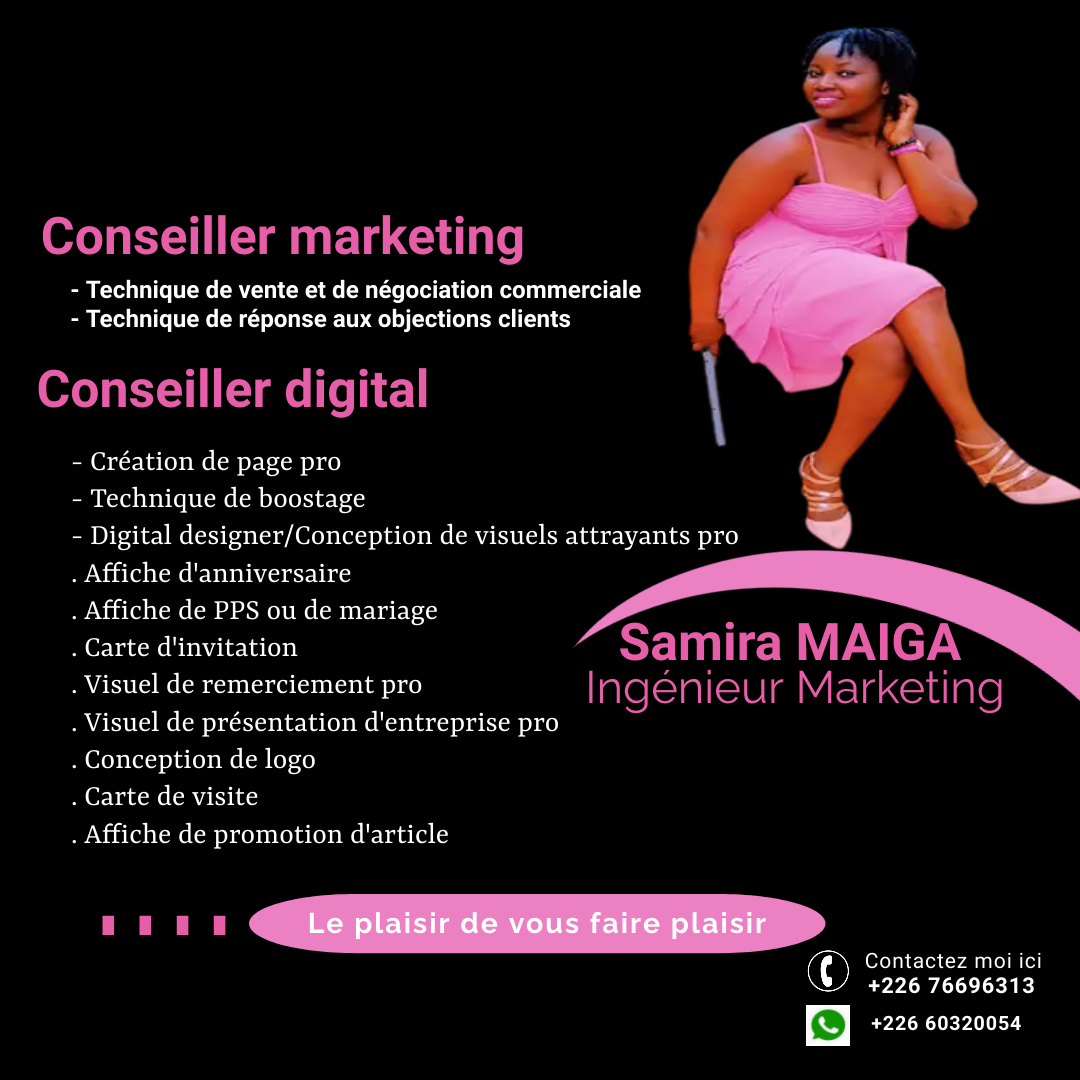 Conseiller marketing
- Technique de vente et de négociation commerciale
- Technique de réponse aux objections clients
Conseiller digital
- Création de page pro
- Technique de boostage
- Digital designer/Conception de visuels attrayants pro
. Affiche d'anniversaire
. Affiche de PPS ou de mariage
. Carte d'invitation
. Visuel de remerciement pro
. Visuel de présentation d'entreprise pro
. Conception de logo
. Carte de visite
. Affiche de promotion d'article
Samira MAIGA
Ingénieur Marketing
Le plaisir de vous faire plaisir
Contactez moi ici
+226 76696313
+226 60320054